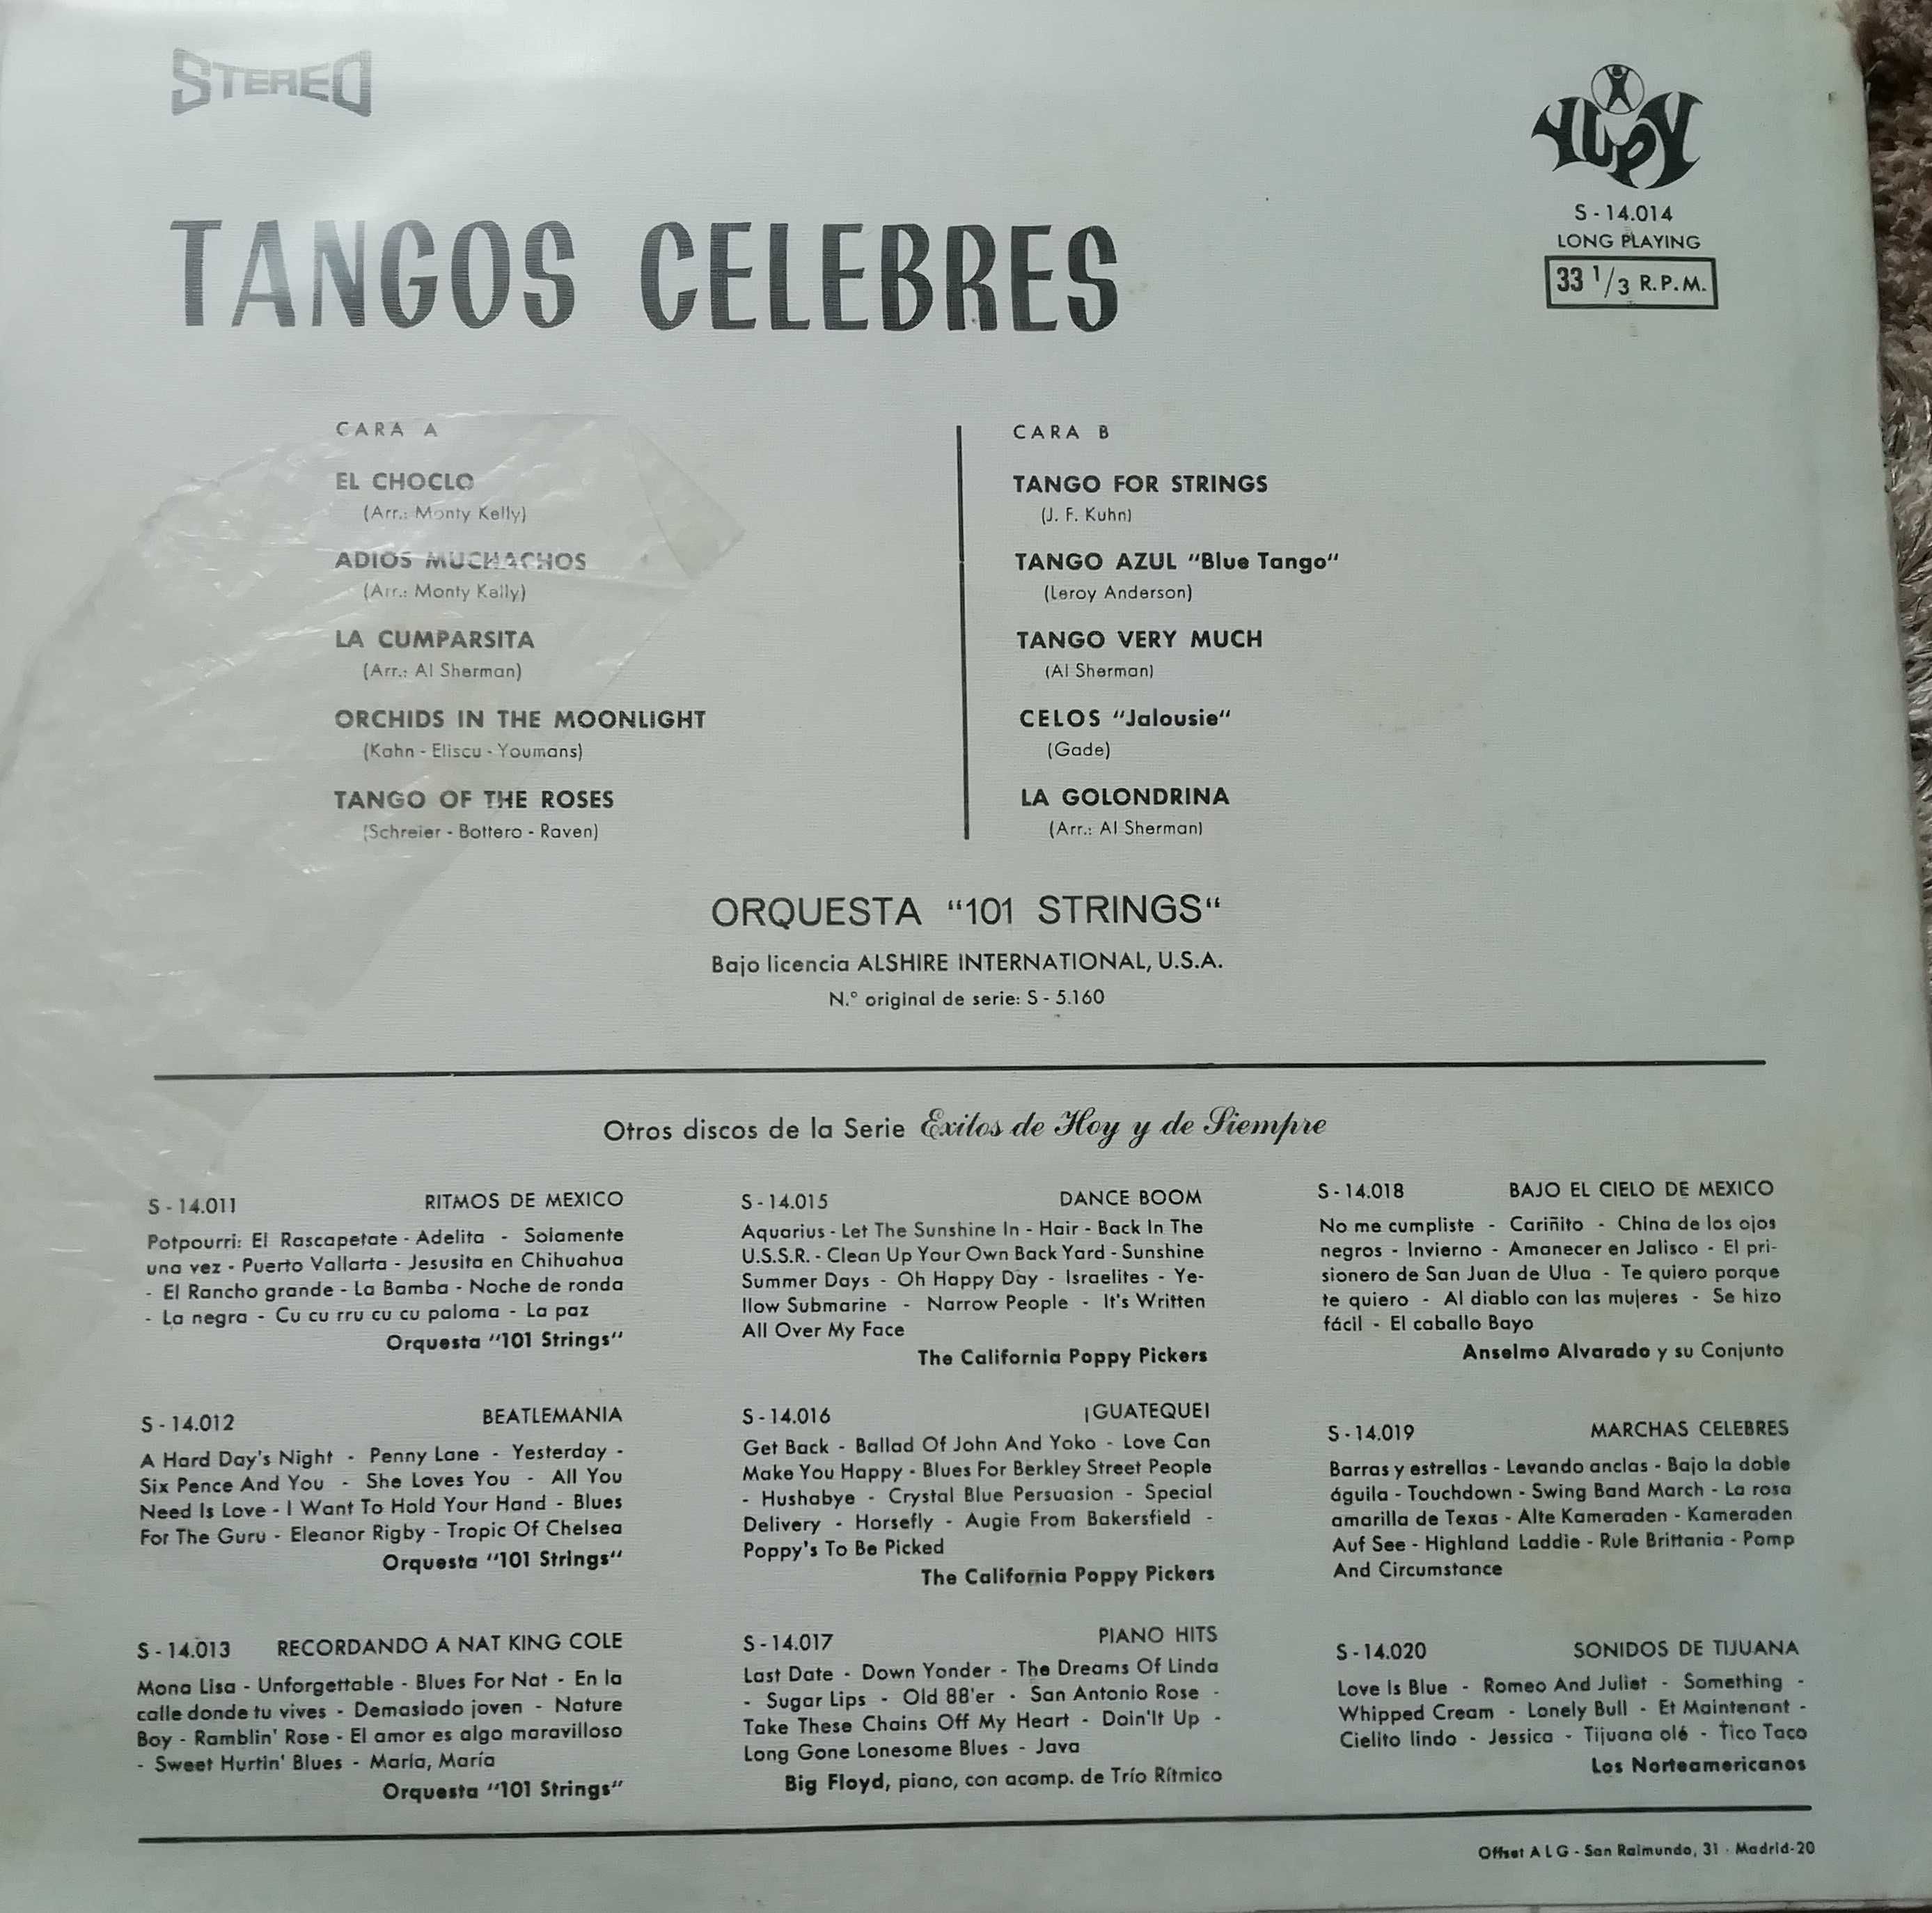 STEREO
YUPY
S - 14.014
LONG PLAYING
33 1/3 R.P.M.
TANGOS CELEBRES
CARA A
EL CHOCLO
(Arr.: Monty Kelly)
ADIOS MUCHACHOS
(Arr.: Monty Kelly)
LA CUMPARSITA
(Arr.: Al Sherman)
ORCHIDS IN THE MOONLIGHT
(Kahn - Eliscu - Youmans)
TANGO OF THE ROSES
(Schreier - Bottero - Raven)
CARA B
TANGO FOR STRINGS
(J. F. Kuhn)
TANGO AZUL "Blue Tango"
(Leroy Anderson)
TANGO VERY MUCH
(Al Sherman)
CELOS "Jalousie"
(Gade)
LA GOLONDRINA
(Arr.: Al Sherman)
ORQUESTA "101 STRINGS"
Bajo licencia ALSHIRE INTERNATIONAL, U.S.A.
N.º original de serie: S - 5.160
Otros discos de la Serie Exitos de Hoy y de Siempre
S - 14.011 RITMOS DE MEXICO
Potpourri: El Rascapetate - Adelita - Solamente
una vez - Puerto Vallarta - Jesusita en Chihuahua
- El Rancho grande - La Bamba - Noche de ronda
- La negra - Cu cu rru cu cu paloma - La paz
Orquesta "101 Strings"
S - 14.012 BEATLEMANIA
A Hard Day's Night - Penny Lane - Yesterday -
Six Pence And You - She Loves You - All You
Need Is Love - I Want To Hold Your Hand - Blues
For The Guru - Eleanor Rigby - Tropic Of Chelsea
Orquesta "101 Strings"
S - 14.013 RECORDANDO A NAT KING COLE
Mona Lisa - Unforgettable - Blues For Nat - En la
calle donde tu vives - Demasiado joven - Nature
Boy - Ramblin' Rose - El amor es algo maravilloso
- Sweet Hurtin' Blues - María, María
Orquesta "101 Strings"
S - 14.015 DANCE BOOM
Aquarius - Let The Sunshine In - Hair - Back In The
U.S.S.R. - Clean Up Your Own Back Yard - Sunshine
Summer Days - Oh Happy Day - Israelites - Ye-
llow Submarine - Narrow People - It's Written
All Over My Face
The California Poppy Pickers
S - 14.016 ¡GUATEQUE!
Get Back - Ballad Of John And Yoko - Love Can
Make You Happy - Blues For Berkley Street People
- Hushabye - Crystal Blue Persuasion - Special
Delivery - Horsefly - Augie From Bakersfield -
Poppy's To Be Picked
The California Poppy Pickers
S - 14.017 PIANO HITS
Last Date - Down Yonder - The Dreams Of Linda
- Sugar Lips - Old 88'er - San Antonio Rose -
Take These Chains Off My Heart - Doin'It Up -
Long Gone Lonesome Blues - Java
Big Floyd, piano, con acomp. de Trío Rítmico
S - 14.018 BAJO EL CIELO DE MEXICO
No me cumpliste - Cariñito - China de los ojos
negros - Invierno - Amanecer en Jalisco - El pri-
sionero de San Juan de Ulua - Te quiero porque
te quiero - Al diablo con las mujeres - Se hizo
fácil - El caballo Bayo
Anselmo Alvarado y su Conjunto
S - 14.019 MARCHAS CELEBRES
Barras y estrellas - Levando anclas - Bajo la doble
águila - Touchdown - Swing Band March - La rosa
amarilla de Texas - Alte Kameraden - Kameraden
Auf See - Highland Laddie - Rule Brittania - Pomp
And Circumstance
S - 14.020 SONIDOS DE TIJUANA
Love Is Blue - Romeo And Juliet - Something -
Whipped Cream - Lonely Bull - Et Maintenant -
Cielito lindo - Jessica - Tijuana olé - Tico Taco
Los Norteamericanos
Offset A L G - San Raimundo, 31 - Madrid-20